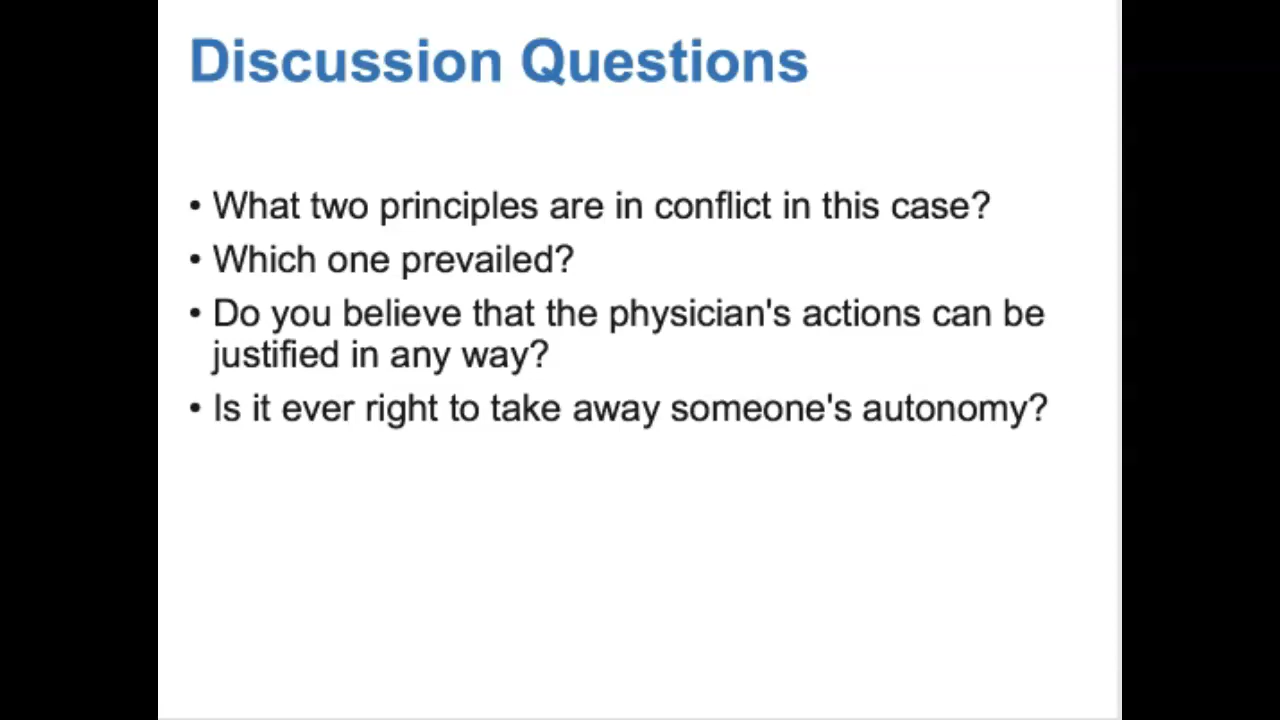 Discussion Questions
• What two principles are in conflict in this case?
• Which one prevailed?
• Do you believe that the physician's actions can be
justified in any way?
• Is it ever right to take away someone's autonomy?